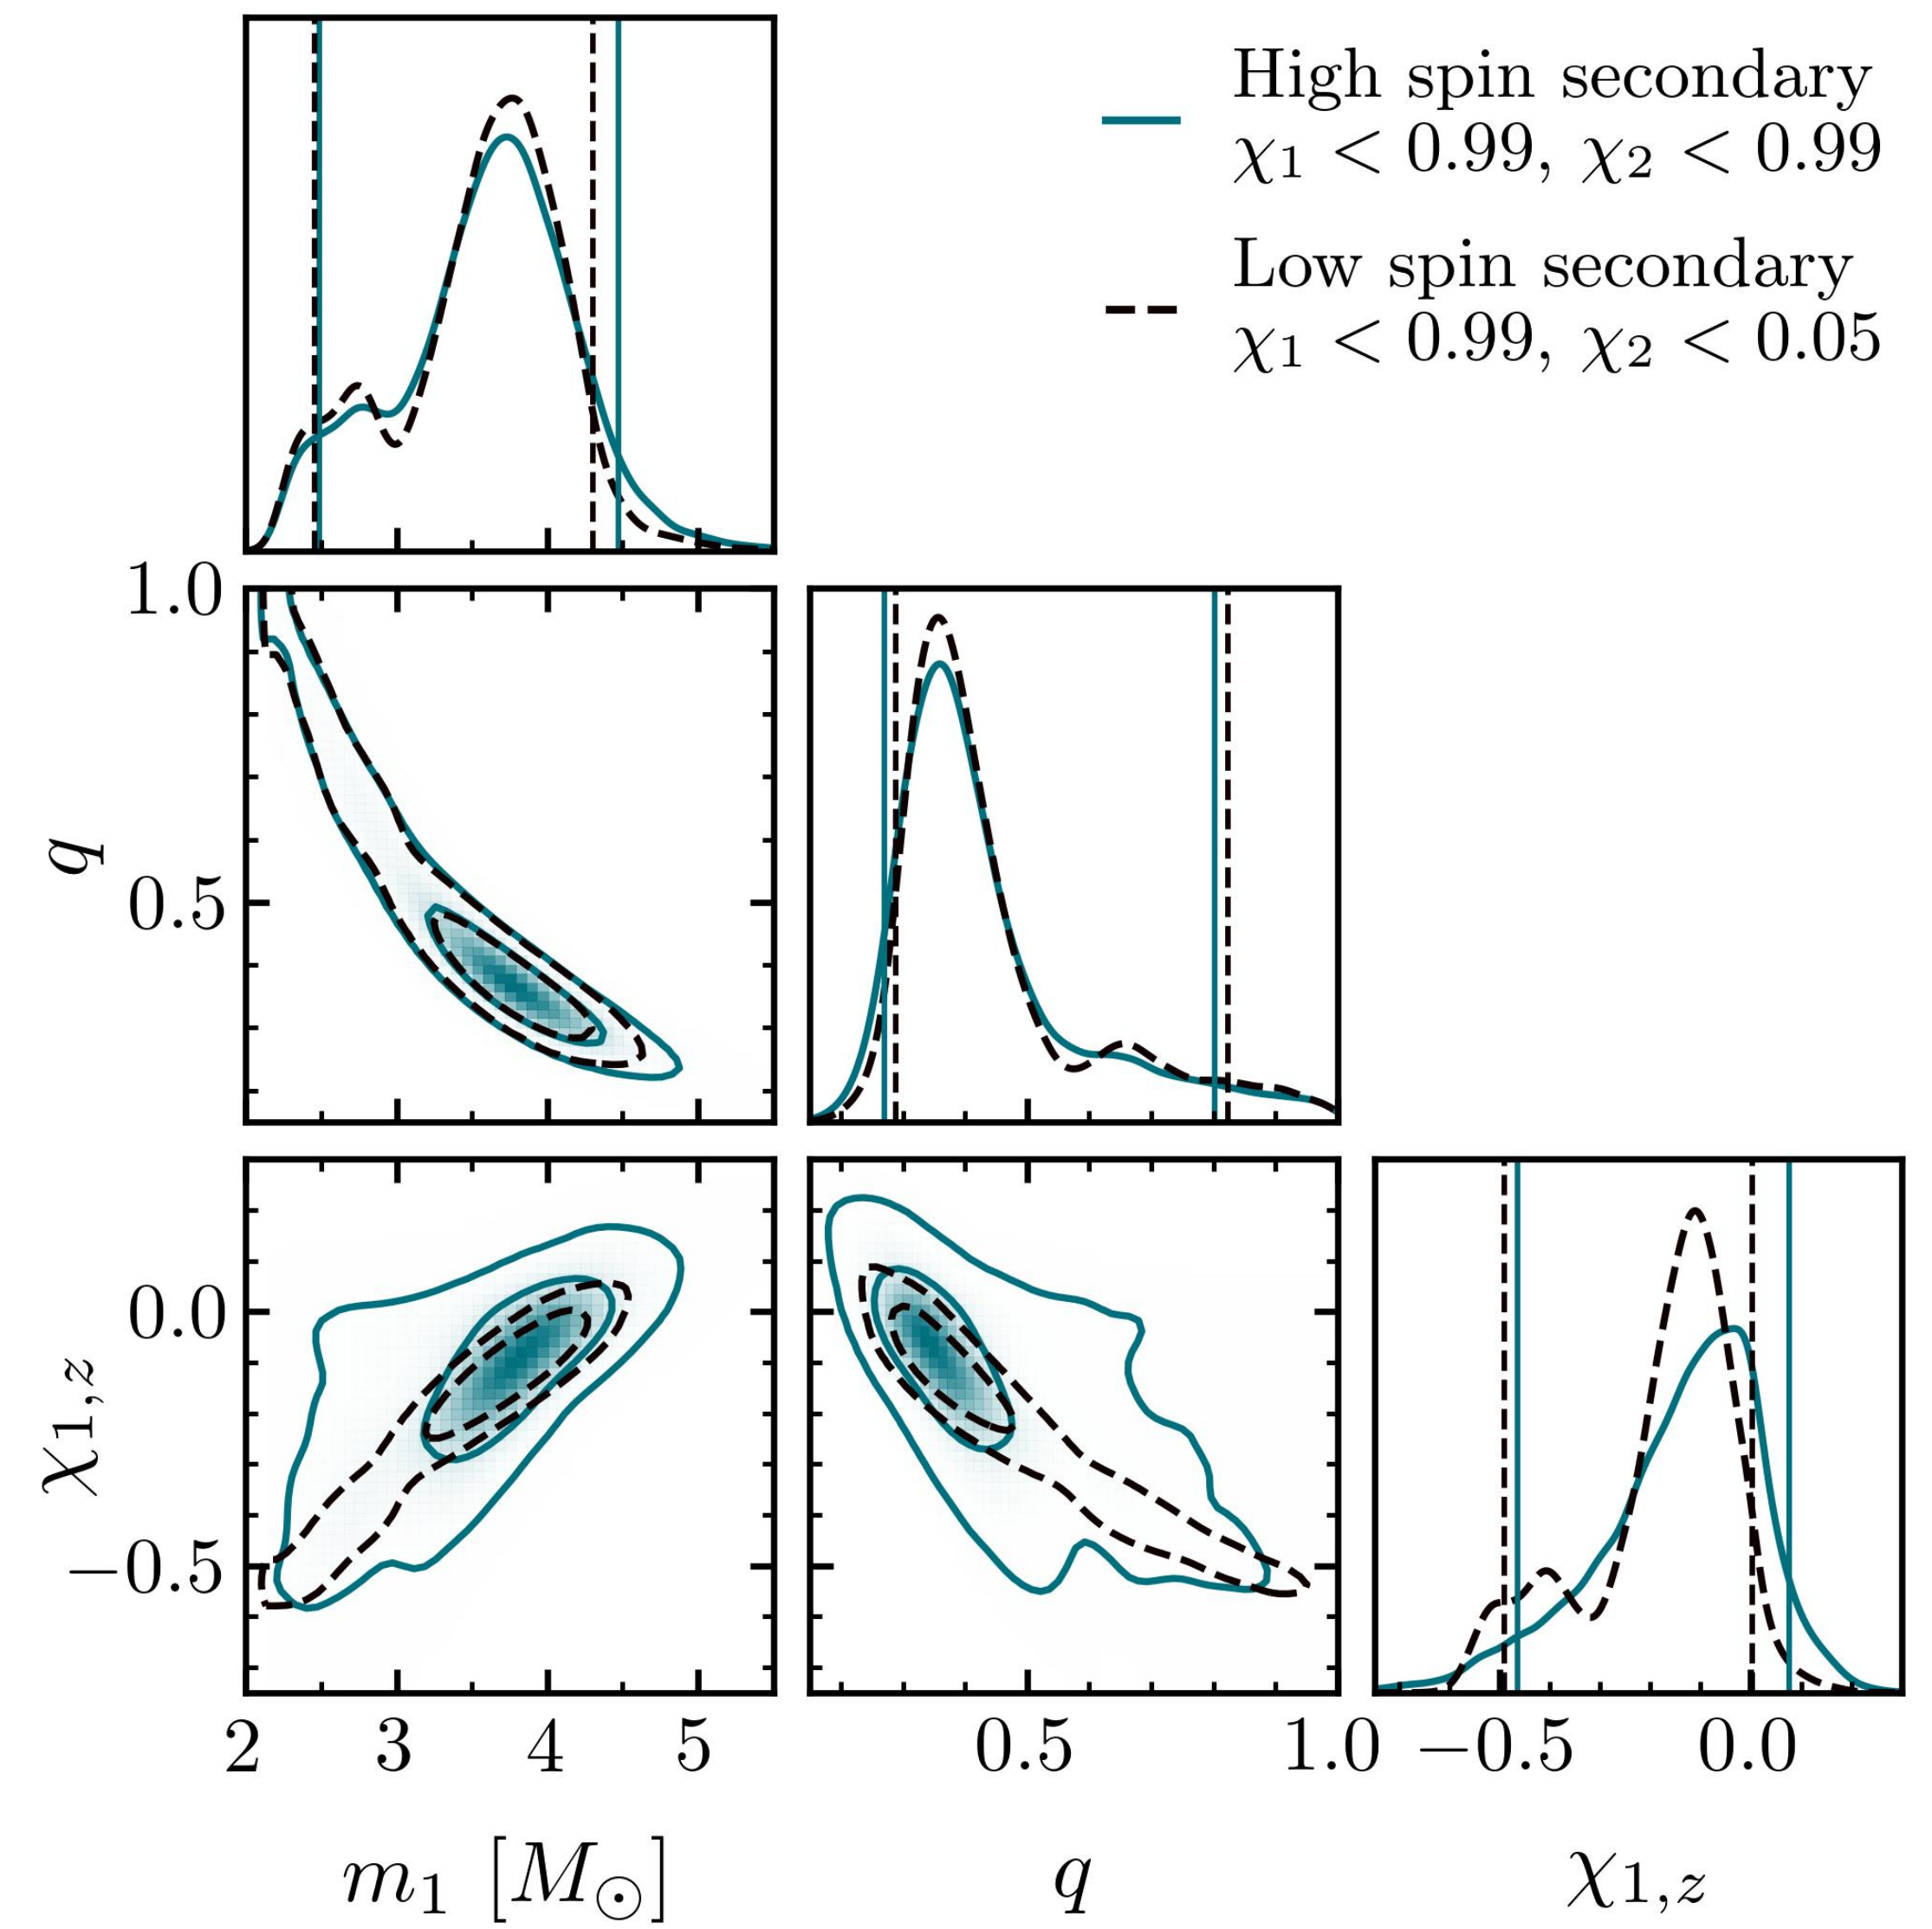 High spin secondary
χ₁ < 0.99, χ₂ < 0.99
Low spin secondary
χ₁ < 0.99, χ₂ < 0.05
1.0
q
0.5
0.0
χ₁,z
−0.5
2 3 4 5 0.5 1.0 −0.5 0.0
m₁ [M☉] q χ₁,z